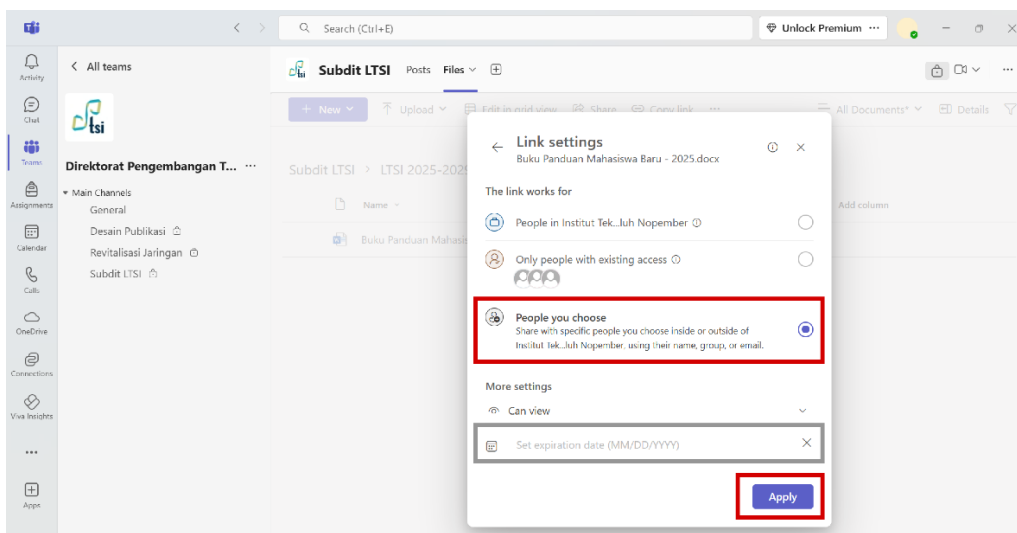 Search (Ctrl+E)
Unlock Premium
Activity
Chat
Teams
Assignments
Calendar
Calls
OneDrive
Connections
Viva Insights
Apps
All teams
tsi
Direktorat Pengembangan T...
Main Channels
General
Desain Publikasi
Revitalisasi Jaringan
Subdit LTSI
tsi
Subdit LTSI Posts Files
New Upload Edit in grid view Share Copy link All Documents* Details
Subdit LTSI > LTSI 2025-202
Name Add column
Buku Panduan Mahasis
Link settings
Buku Panduan Mahasiswa Baru - 2025.docx
The link works for
People in Institut Tek...luh Nopember
Only people with existing access
People you choose
Share with specific people you choose inside or outside of
Institut Tek...luh Nopember, using their name, group, or email.
More settings
Can view
Set expiration date (MM/DD/YYYY)
Apply